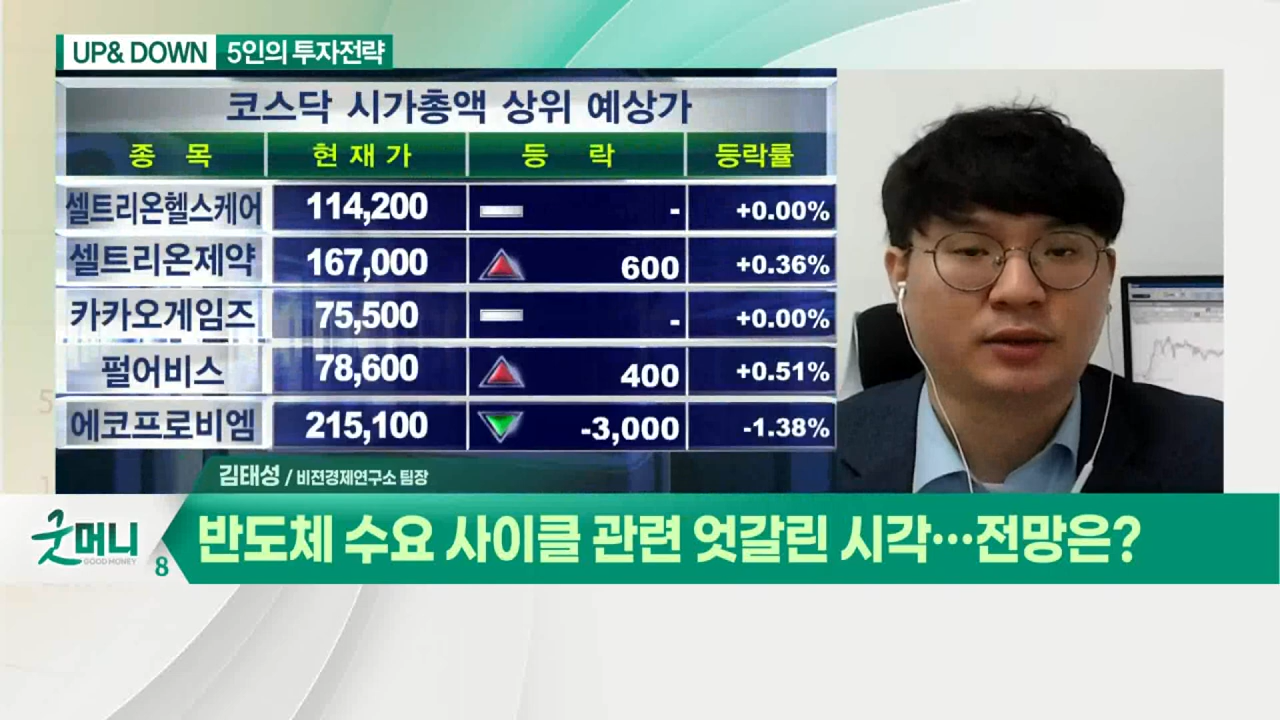 UP& DOWN 5인의 투자전략
코스닥 시가총액 상위 예상가
종 목 현 재 가 등 락 등락률
셀트리온헬스케어 114,200 - +0.00%
셀트리온제약 167,000 600 +0.36%
카카오게임즈 75,500 - +0.00%
펄어비스 78,600 400 +0.51%
에코프로비엠 215,100 -3,000 -1.38%
김태성 / 비젼경제연구소 팀장
굿머니
GOOD MONEY
8
반도체 수요 사이클 관련 엇갈린 시각…전망은?